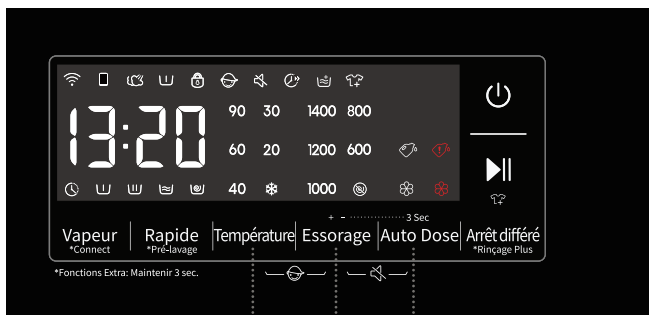 90 30 1400 800
13:20
60 20 1200 600
40 1000
+ - 3 Sec
Vapeur Rapide Température Essorage Auto Dose Arrêt différé
*Connect *Pré-lavage *Rinçage Plus
*Fonctions Extra: Maintenir 3 sec.